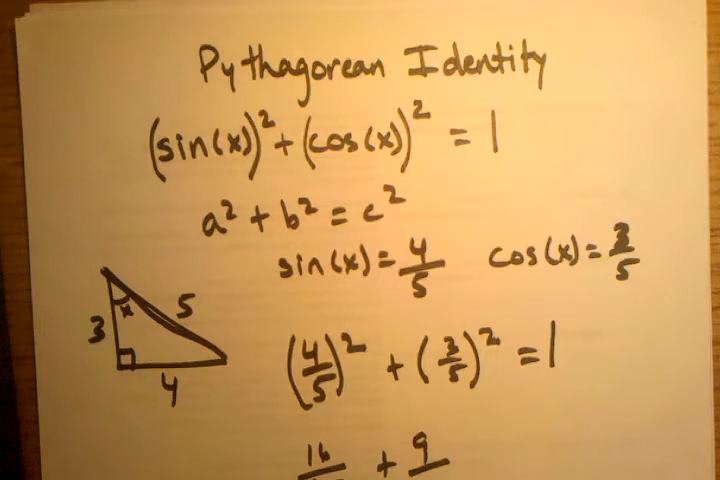 Pythagorean Identity
(sin(x))² + (cos(x))² = 1
a² + b² = c²
sin(x) = 4/5 cos(x) = 3/5
x
3 5
4
(4/5)² + (3/5)² = 1
16/ + 9/